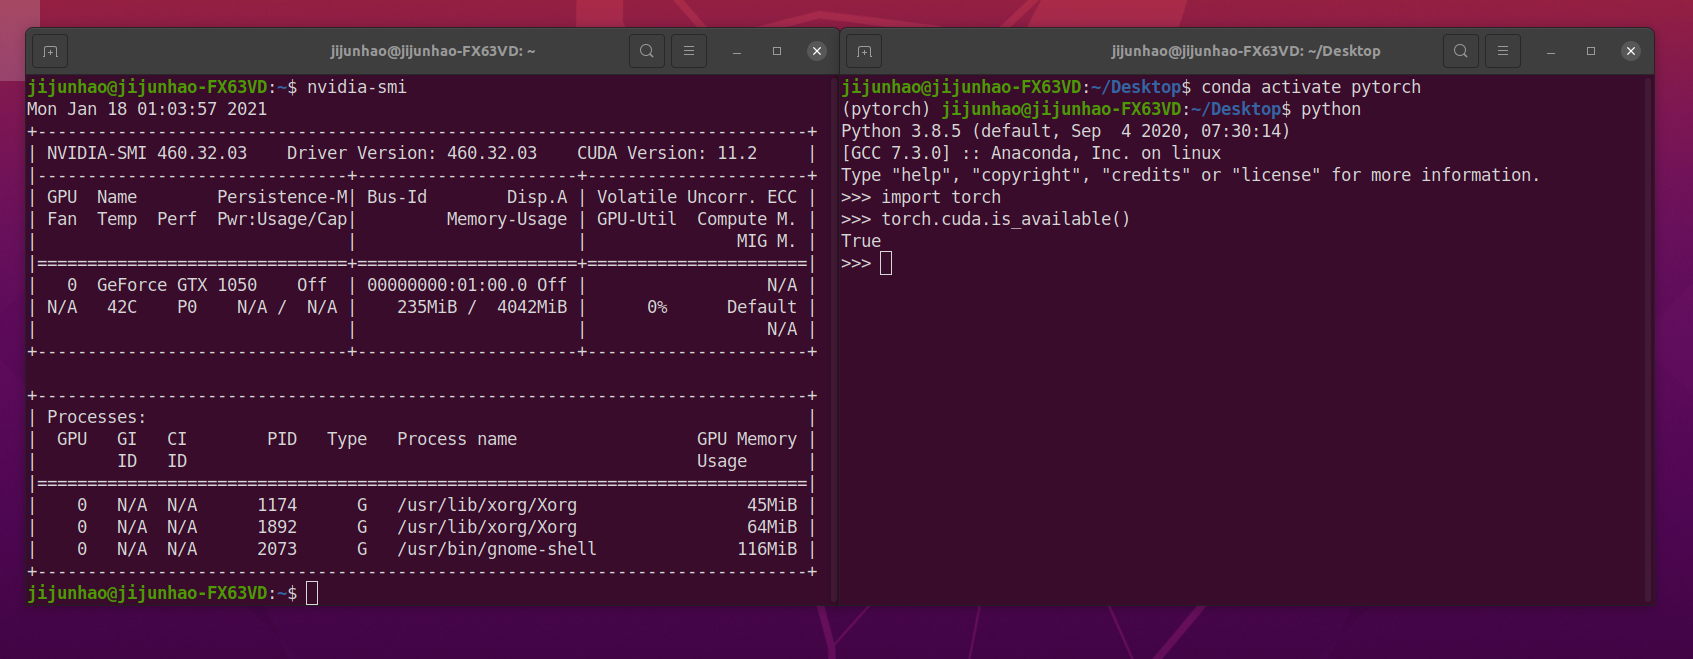 jijunhao@jijunhao-FX63VD: ~
jijunhao@jijunhao-FX63VD:~$ nvidia-smi
Mon Jan 18 01:03:57 2021
+-----------------------------------------------------------------------------+
| NVIDIA-SMI 460.32.03    Driver Version: 460.32.03    CUDA Version: 11.2     |
|-------------------------------+----------------------+----------------------+
| GPU  Name        Persistence-M| Bus-Id        Disp.A | Volatile Uncorr. ECC |
| Fan  Temp  Perf  Pwr:Usage/Cap|         Memory-Usage | GPU-Util  Compute M. |
|                               |                      |               MIG M. |
|===============================+======================+======================|
|   0  GeForce GTX 1050    Off  | 00000000:01:00.0 Off |                  N/A |
| N/A   42C    P0    N/A /  N/A |    235MiB /  4042MiB |      0%      Default |
|                               |                      |                  N/A |
+-------------------------------+----------------------+----------------------+
+-----------------------------------------------------------------------------+
| Processes:                                                                  |
|  GPU   GI   CI        PID   Type   Process name                  GPU Memory |
|        ID   ID                                                   Usage      |
|=============================================================================|
|    0   N/A  N/A      1174      G   /usr/lib/xorg/Xorg                 45MiB |
|    0   N/A  N/A      1892      G   /usr/lib/xorg/Xorg                 64MiB |
|    0   N/A  N/A      2073      G   /usr/bin/gnome-shell              116MiB |
+-----------------------------------------------------------------------------+
jijunhao@jijunhao-FX63VD:~$
jijunhao@jijunhao-FX63VD: ~/Desktop
jijunhao@jijunhao-FX63VD:~/Desktop$ conda activate pytorch
(pytorch) jijunhao@jijunhao-FX63VD:~/Desktop$ python
Python 3.8.5 (default, Sep  4 2020, 07:30:14)
[GCC 7.3.0] :: Anaconda, Inc. on linux
Type "help", "copyright", "credits" or "license" for more information.
>>> import torch
>>> torch.cuda.is_available()
True
>>>